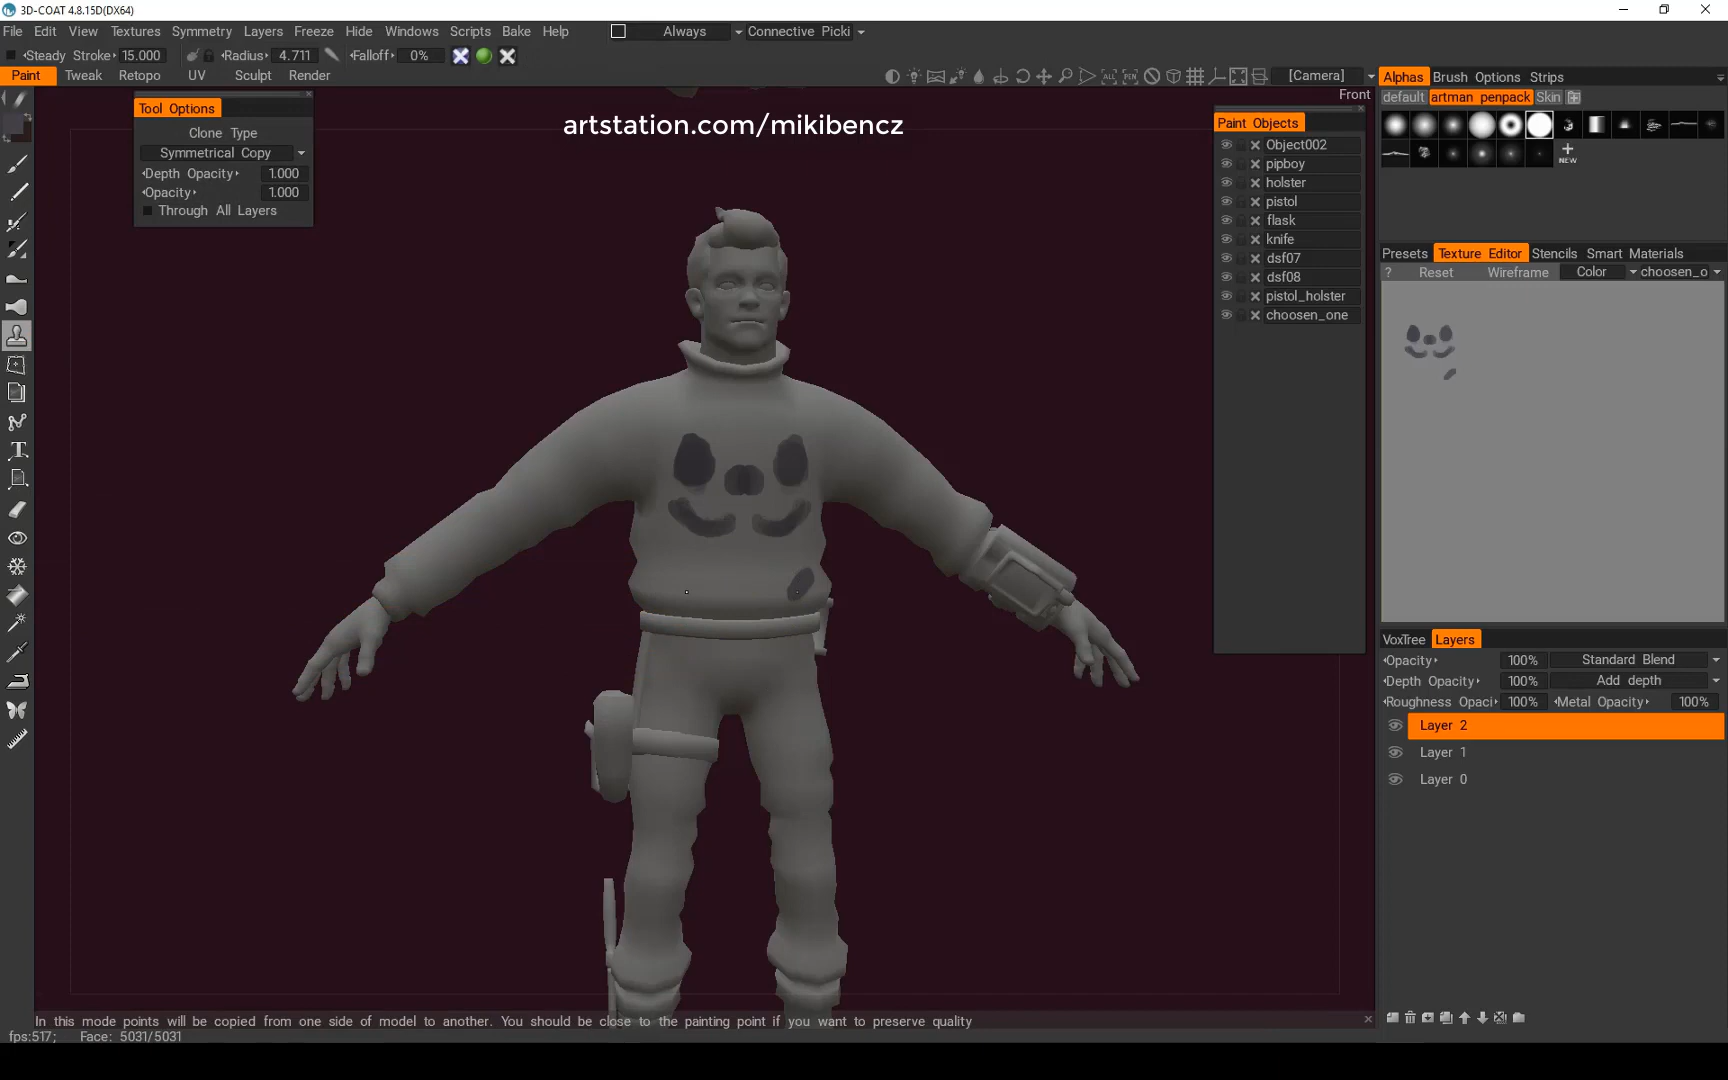 3D-COAT 4.8.15D(DX64)
File Edit View Textures Symmetry Layers Freeze Hide Windows Scripts Bake Help Always Connective Picki
Steady Stroke 15.000 Radius 4.711 Falloff 0%
Paint Tweak Retopo UV Sculpt Render [Camera]
Front
artstation.com/mikibencz
Tool Options
Clone Type
Symmetrical Copy
Depth Opacity 1.000
Opacity 1.000
Through All Layers
Paint Objects
Object002
pipboy
holster
pistol
flask
knife
dsf07
dsf08
pistol_holster
choosen_one
Alphas Brush Options Strips
default artman penpack Skin
NEW
Presets Texture Editor Stencils Smart Materials
? Reset Wireframe Color choosen_o
VoxTree Layers
Opacity 100% Standard Blend
Depth Opacity 100% Add depth
Roughness Opaci 100% Metal Opacity 100%
Layer 2
Layer 1
Layer 0
In this mode points will be copied from one side of model to another. You should be close to the painting point if you want to preserve quality
fps:517; Face: 5031/5031